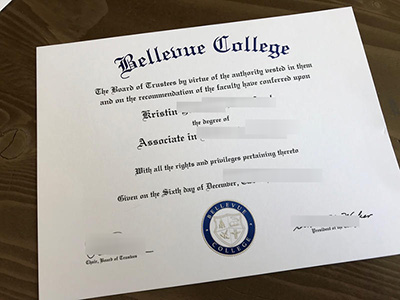 Bellevue College
The Board of Trustees by virtue of the authority vested in them
and on the recommendation of the faculty have conferred upon
Kristin
the degree of
Associate in
With all the rights and privileges pertaining thereto
Given on the Sixth day of December,
BELLEVUE
COLLEGE
Chair, Board of Trustees
President of